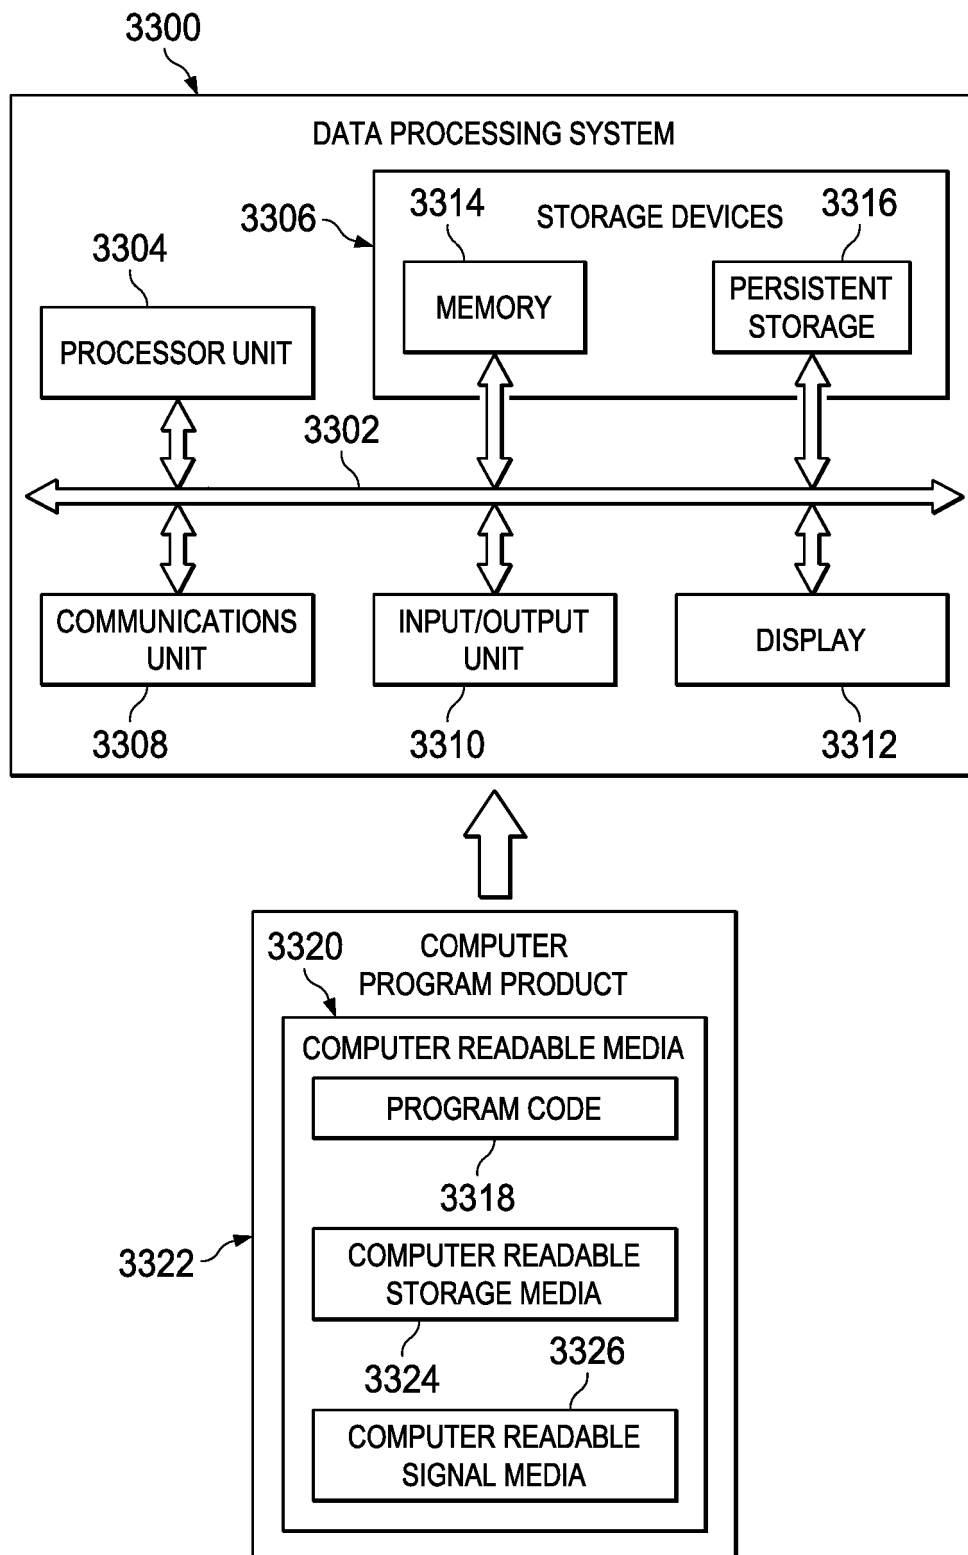 3300
DATA PROCESSING SYSTEM
3306
3314
STORAGE DEVICES
3316
3304
MEMORY
PERSISTENT
STORAGE
PROCESSOR UNIT
3302
COMMUNICATIONS
UNIT
INPUT/OUTPUT
UNIT
DISPLAY
3308
3310
3312
3320
COMPUTER
PROGRAM PRODUCT
COMPUTER READABLE MEDIA
PROGRAM CODE
3318
3322
COMPUTER READABLE
STORAGE MEDIA
3324
3326
COMPUTER READABLE
SIGNAL MEDIA